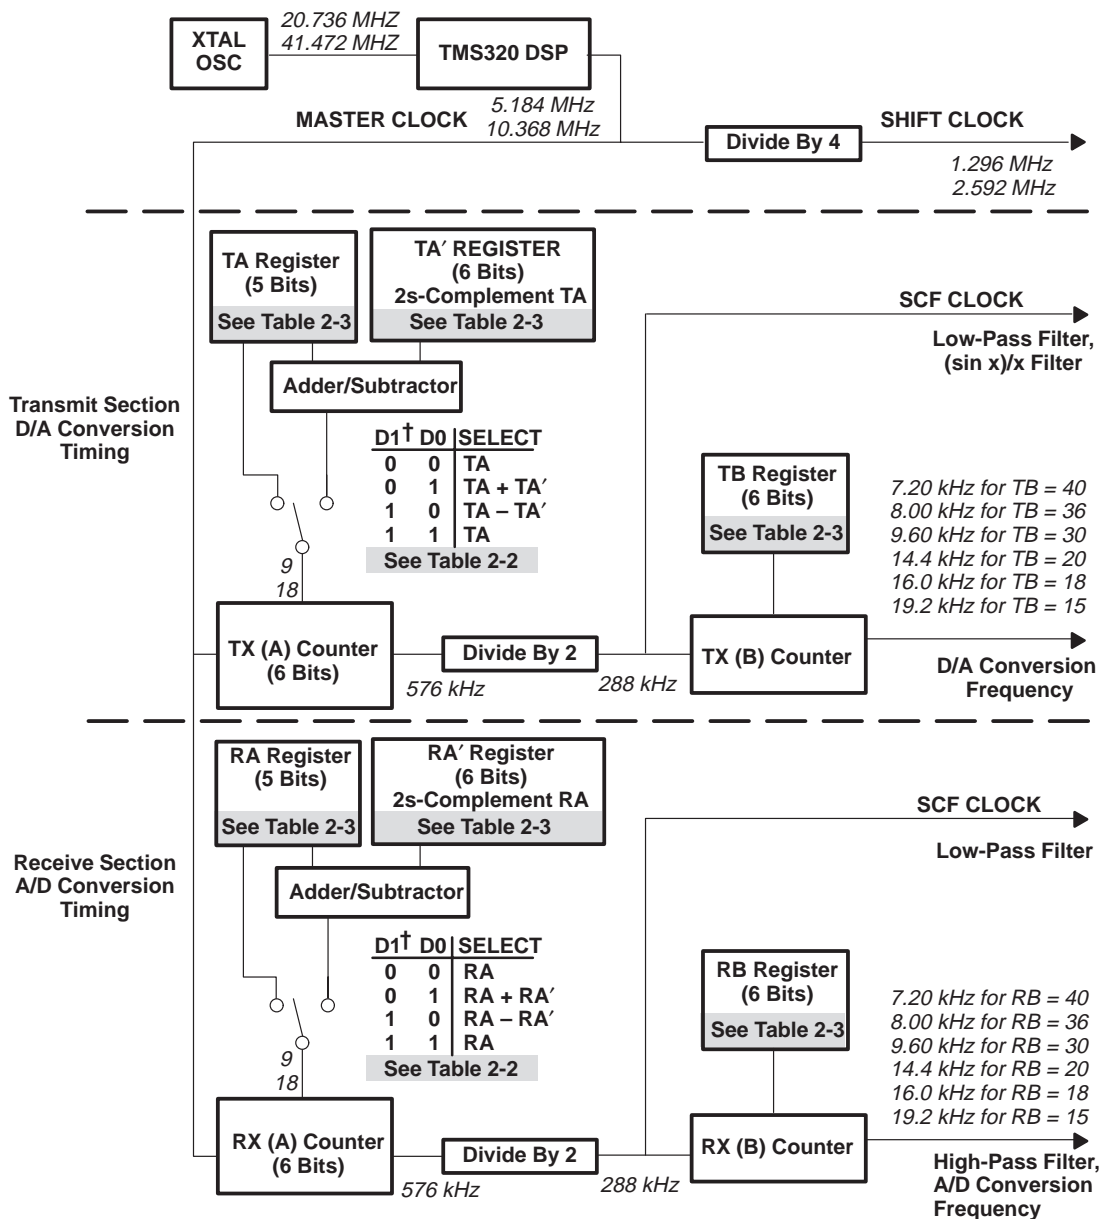 XTAL
OSC
20.736 MHZ
41.472 MHZ
TMS320 DSP
MASTER CLOCK
5.184 MHz
10.368 MHz
Divide By 4
SHIFT CLOCK
1.296 MHz
2.592 MHz
Transmit Section
D/A Conversion
Timing
TA Register
(5 Bits)
See Table 2-3
TA′ REGISTER
(6 Bits)
2s-Complement TA
See Table 2-3
Adder/Subtractor
D1† D0 SELECT
0 0 TA
0 1 TA + TA′
1 0 TA – TA′
1 1 TA
See Table 2-2
9
18
TX (A) Counter
(6 Bits)
576 kHz
Divide By 2
288 kHz
SCF CLOCK
Low-Pass Filter,
(sin x)/x Filter
TB Register
(6 Bits)
See Table 2-3
TX (B) Counter
7.20 kHz for TB = 40
8.00 kHz for TB = 36
9.60 kHz for TB = 30
14.4 kHz for TB = 20
16.0 kHz for TB = 18
19.2 kHz for TB = 15
D/A Conversion
Frequency
Receive Section
A/D Conversion
Timing
RA Register
(5 Bits)
See Table 2-3
RA′ Register
(6 Bits)
2s-Complement RA
See Table 2-3
Adder/Subtractor
D1† D0 SELECT
0 0 RA
0 1 RA + RA′
1 0 RA – RA′
1 1 RA
See Table 2-2
9
18
RX (A) Counter
(6 Bits)
576 kHz
Divide By 2
288 kHz
SCF CLOCK
Low-Pass Filter
RB Register
(6 Bits)
See Table 2-3
RX (B) Counter
7.20 kHz for RB = 40
8.00 kHz for RB = 36
9.60 kHz for RB = 30
14.4 kHz for RB = 20
16.0 kHz for RB = 18
19.2 kHz for RB = 15
High-Pass Filter,
A/D Conversion
Frequency